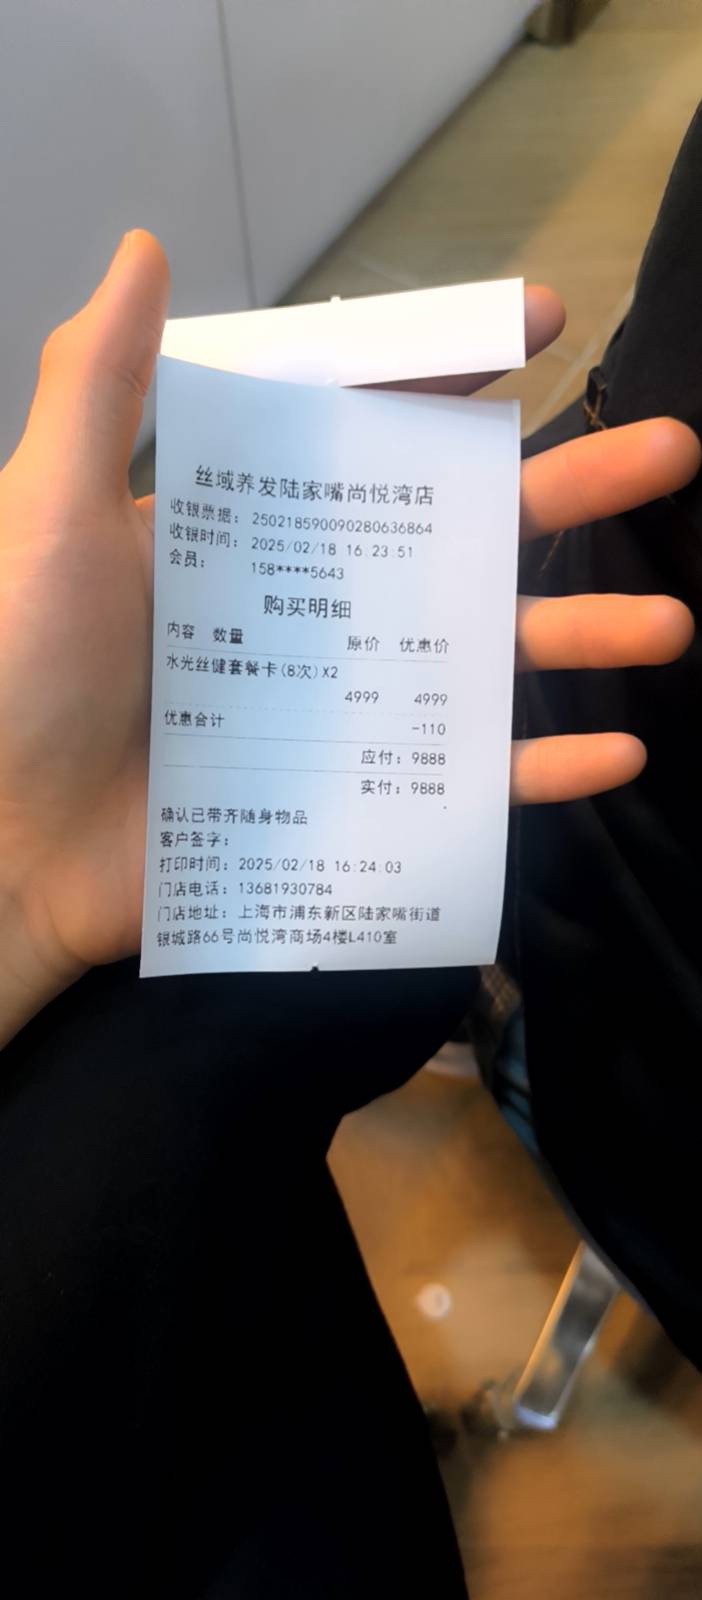 丝域养发陆家嘴尚悦湾店
收银票据: 250218590090280636864
收银时间: 2025/02/18 16:23:51
会员: 158****5643
购买明细
内容 数量 原价 优惠价
水光丝健套餐卡(8次)X2
4999 4999
优惠合计 -110
应付: 9888
实付: 9888
确认已带齐随身物品
客户签字:
打印时间: 2025/02/18 16:24:03
门店电话: 13681930784
门店地址: 上海市浦东新区陆家嘴街道
银城路66号尚悦湾商场4楼L410室